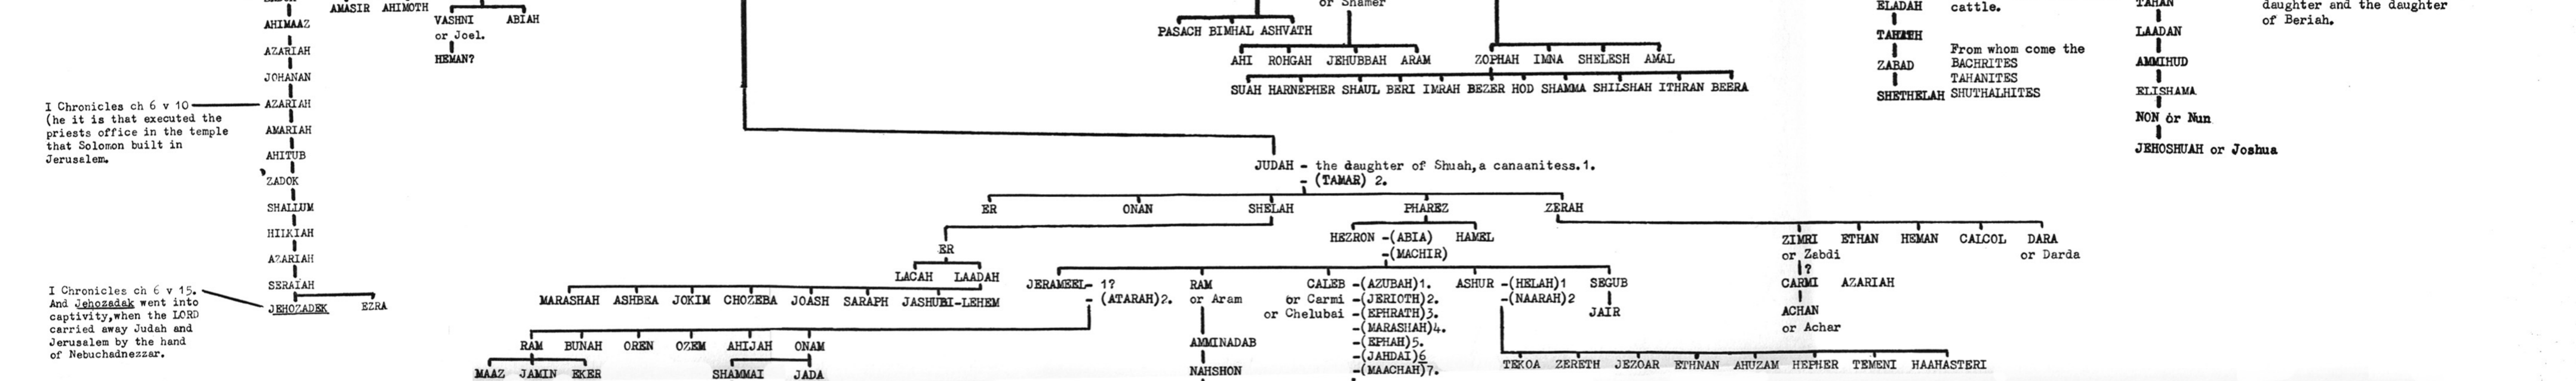 AMASIR AHIMOTH
AHIMAAZ
VASHNI ABIAH
or Joel.
HEMAN?
AZARIAH
JOHANAN
I Chronicles ch 6 v 10 AZARIAH
(he it is that executed the
priests office in the temple
that Solomon built in
Jerusalem.
AMARIAH
AHITUB
ZADOK
SHALLUM
HILKIAH
AZARIAH
SERAIAH
I Chronicles ch 6 v 15.
And Jehozadak went into
captivity,when the LORD
carried away Judah and
Jerusalem by the hand
of Nebuchadnezzar.
JEHOZADEK EZRA
or Shamer
PASACH BIMHAL ASHVATH
AHI ROHGAH JEHUBBAH ARAM
ZOPHAH IMNA SHELESH AMAL
SUAH HARNEPHER SHAUL BERI IMRAH BEZER HOD SHAMMA SHILSHAH ITHRAN BEERA
ELADAH cattle.
TAHATH
From whom come the
ZABAD BACHRITES
TAHANITES
SHETHELAH SHUTHALHITES
TAHAN
LAADAN
AMMIHUD
ELISHAMA
NON or Nun
JEHOSHUAH or Joshua
daughter and the daughter
of Beriah.
JUDAH - the daughter of Shuah,a canaanitess.1.
- (TAMAR) 2.
ER ONAN SHELAH PHAREZ ZERAH
HEZRON -(ABIA) HAMEL
-(MACHIR)
ZIMRI ETHAN HEMAN CALCOL DARA
or Zabdi or Darda
?
CARMI AZARIAH
ACHAN
or Achar
ER
LACAH LAADAH
MARASHAH ASHBEA JOKIM CHOZEBA JOASH SARAPH JASHUBI-LEHEM
JERAMEEL- 1?
- (ATARAH)2.
RAM
or Aram
AMMINADAB
NAHSHON
CALEB -(AZUBAH)1.
or Carmi -(JERIOTH)2.
or Chelubai -(EPHRATH)3.
-(MARASHAH)4.
-(EPHAH)5.
-(JAHDAI)6
-(MAACHAH)7.
ASHUR -(HELAH)1
-(NAARAH)2
SEGUB
JAIR
RAM BUNAH OREN OZEM AHIJAH ONAM
MAAZ JAMIN EKER SHAMMAI JADA
TEKOA ZERETH JEZOAR ETHNAN AHUZAM HEPHER TEMENI HAAHASTERI